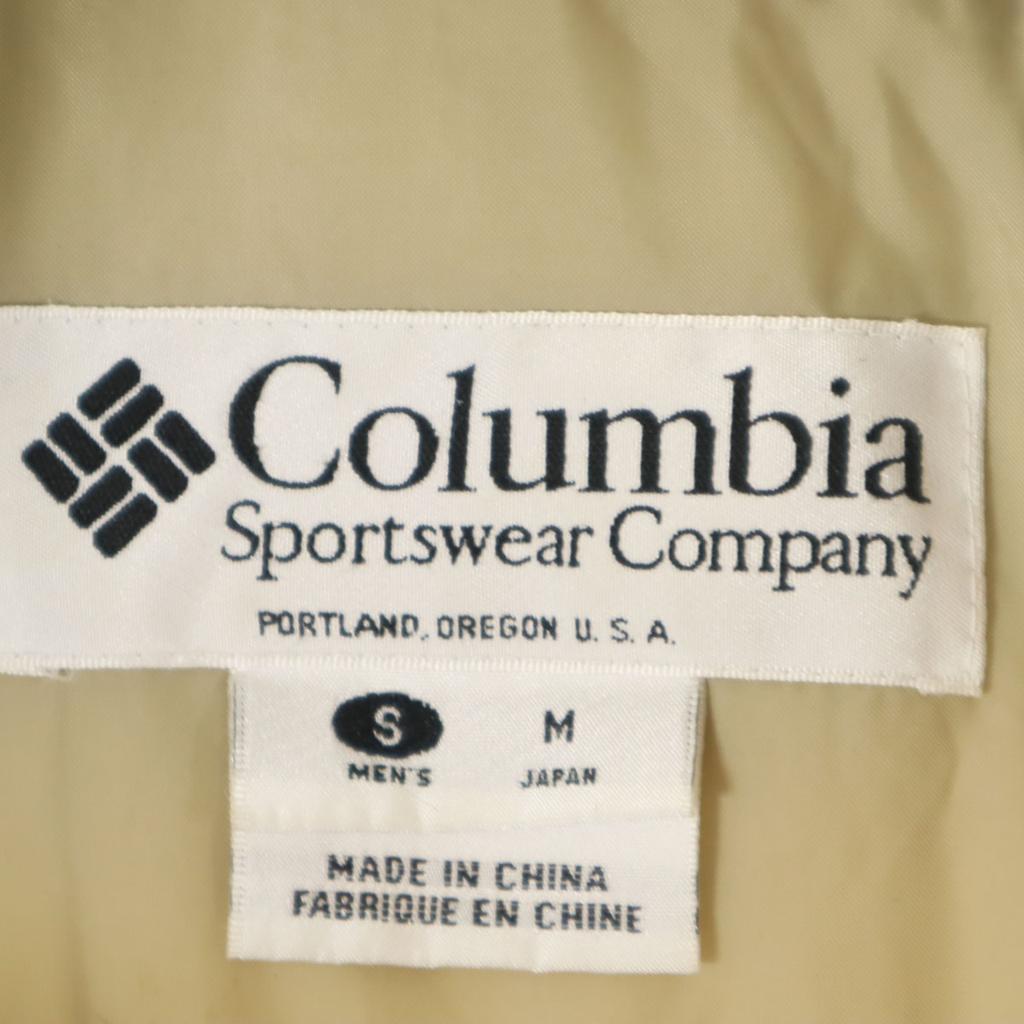 Columbia
Sportswear Company
PORTLAND, OREGON U. S. A.
S M
MEN'S JAPAN
MADE IN CHINA
FABRIQUE EN CHINE